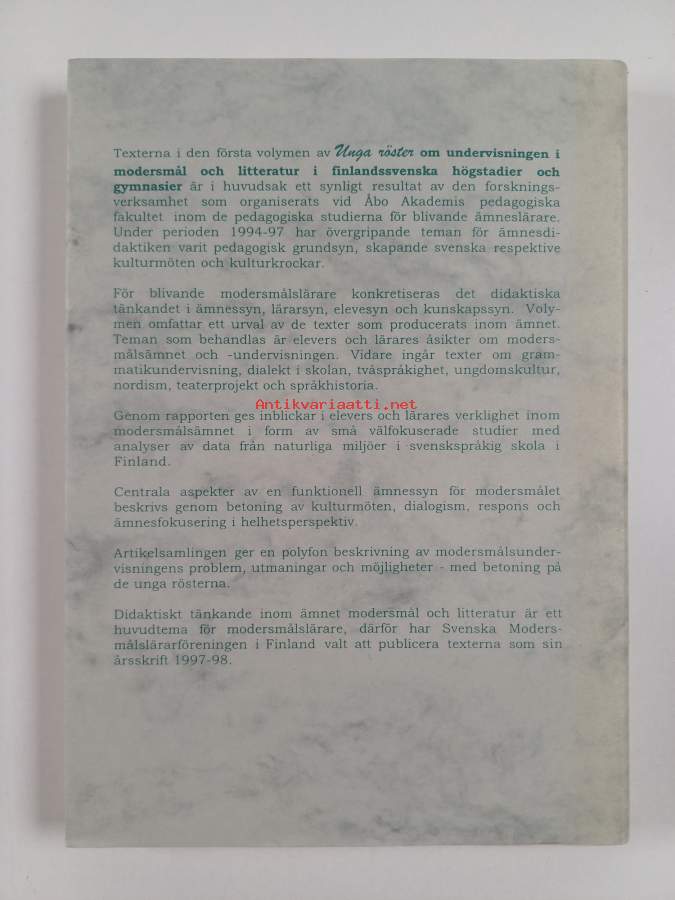 Texterna i den första volymen av Unga röster om undervisningen i
modersmål och litteratur i finlandssvenska högstadier och
gymnasier är i huvudsak ett synligt resultat av den forsknings-
verksamhet som organiserats vid Åbo Akademis pedagogiska
fakultet inom de pedagogiska studierna för blivande ämneslärare.
Under perioden 1994-97 har övergripande teman för ämnesdi-
daktiken varit pedagogisk grundsyn, skapande svenska respektive
kulturmöten och kulturkrockar.
För blivande modersmålslärare konkretiseras det didaktiska
tänkandet i ämnessyn, lärarsyn, elevesyn och kunskapssyn. Voly-
men omfattar ett urval av de texter som producerats inom ämnet.
Teman som behandlas är elevers och lärares åsikter om moders-
målsämnet och -undervisningen. Vidare ingår texter om gram-
matikundervisning, dialekt i skolan, tvåspråkighet, ungdomskultur,
nordism, teaterprojekt och språkhistoria.
Antikvariaatti.net
Genom rapporten ges inblickar i elevers och lärares verklighet inom
modersmålsämnet i form av små välfokuserade studier med
analyser av data från naturliga miljöer i svenskspråkig skola i
Finland.
Centrala aspekter av en funktionell ämnessyn för modersmålet
beskrivs genom betoning av kulturmöten, dialogism, respons och
ämnesfokusering i helhetsperspektiv.
Artikelsamlingen ger en polyfon beskrivning av modersmålsunder-
visningens problem, utmaningar och möjligheter - med betoning på
de unga rösterna.
Didaktiskt tänkande inom ämnet modersmål och litteratur är ett
huvudtema för modersmålslärare, därför har Svenska Moders-
målslärarföreningen i Finland valt att publicera texterna som sin
årsskrift 1997-98.